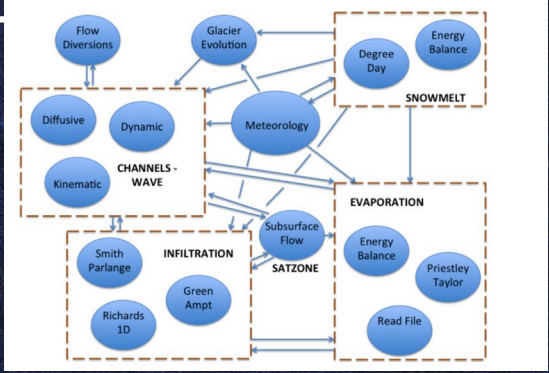 Flow
Diversions
Glacier
Evolution
Energy
Balance
Degree
Day
SNOWMELT
Diffusive
Dynamic
Meteorology
Kinematic
CHANNELS -
WAVE
EVAPORATION
Subsurface
Flow
SATZONE
Smith
Parlange
INFILTRATION
Green
Ampt
Richards
1D
Energy
Balance
Priestley
Taylor
Read File